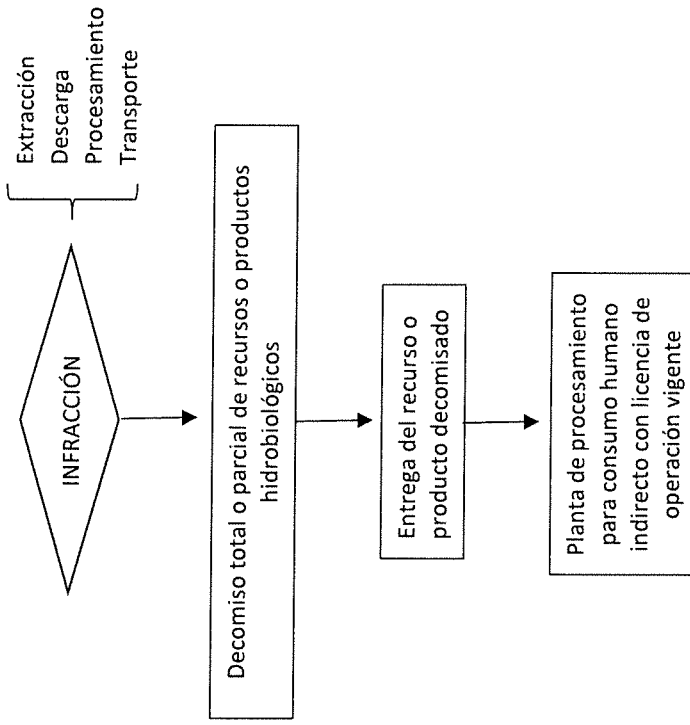 Extracción
Descarga
Procesamiento
Transporte
INFRACCIÓN
Decomiso total o parcial de recursos o productos
hidrobiológicos
Entrega del recurso o
producto decomisado
Planta de procesamiento
para consumo humano
indirecto con licencia de
operación vigente